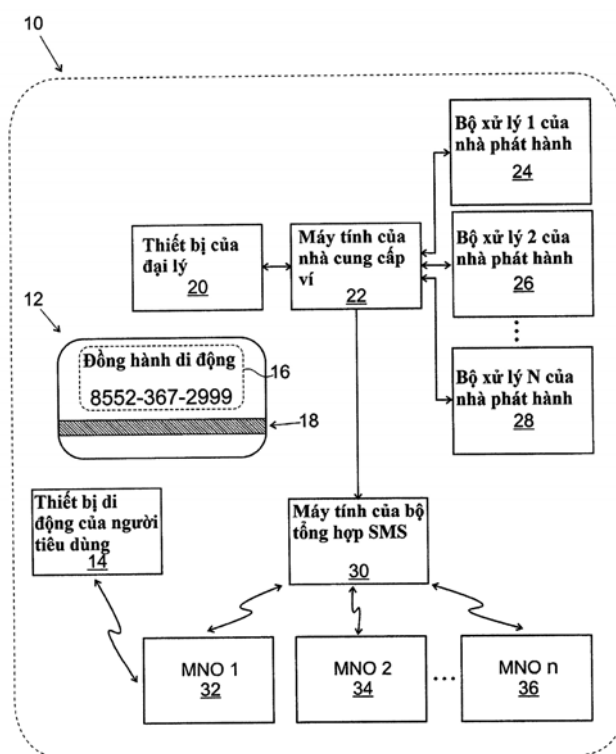 10
Bộ xử lý 1 của
nhà phát hành
24
Thiết bị của
đại lý
20
Máy tính của
nhà cung cấp
ví
22
Bộ xử lý 2 của
nhà phát hành
26
12
Đồng hành di động
16
8552-367-2999
18
Bộ xử lý N của
nhà phát hành
28
Thiết bị di
động của người
tiêu dùng
14
Máy tính của bộ
tổng hợp SMS
30
MNO 1
32
MNO 2
34
MNO n
36